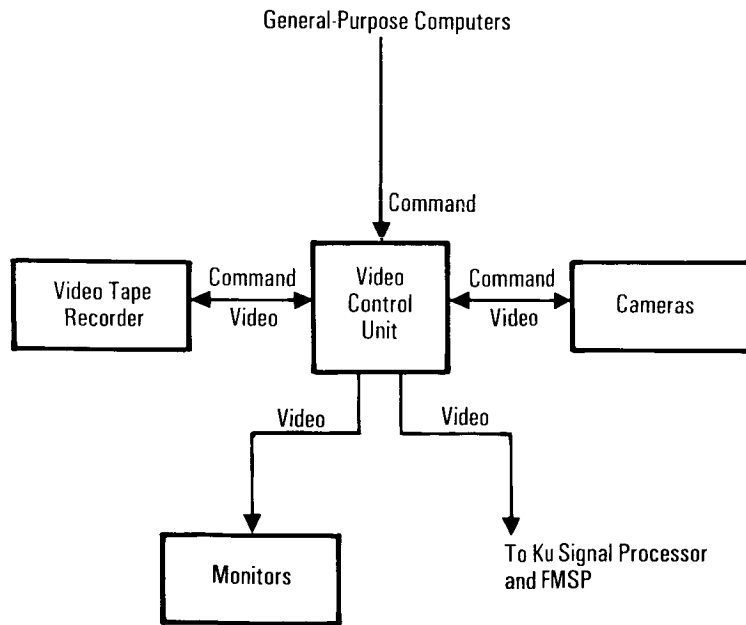 General-Purpose Computers
Command
Video Tape
Recorder
Command
Video
Video
Control
Unit
Command
Video
Cameras
Video
Video
Monitors
To Ku Signal Processor
and FMSP